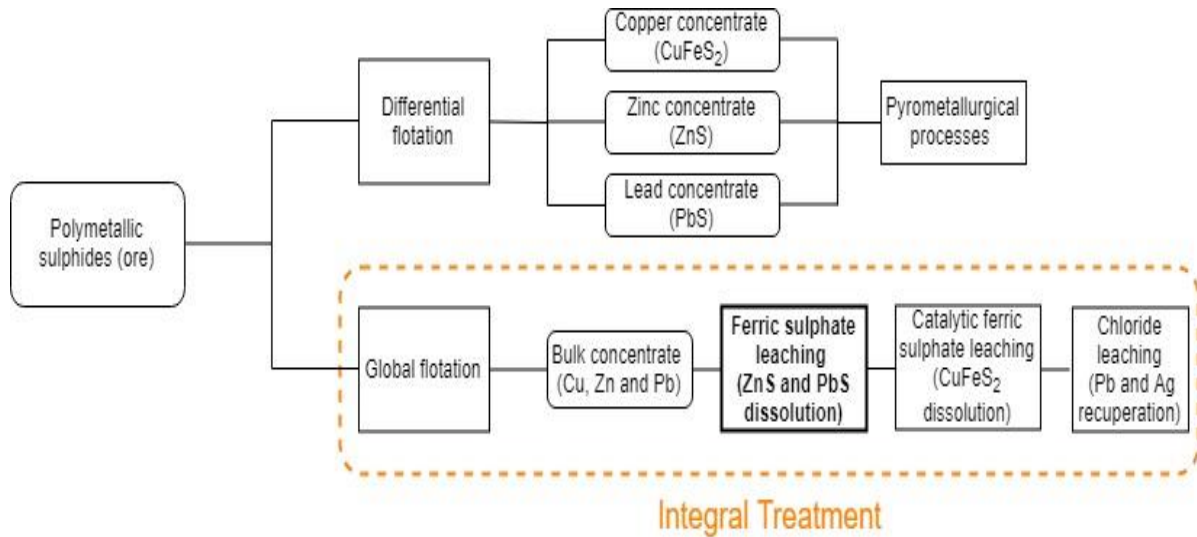 Polymetallic
sulphides (ore)
Differential
flotation
Copper concentrate
(CuFeS₂)
Zinc concentrate
(ZnS)
Lead concentrate
(PbS)
Pyrometallurgical
processes
Global flotation
Bulk concentrate
(Cu, Zn and Pb)
Ferric sulphate
leaching
(ZnS and PbS
dissolution)
Catalytic ferric
sulphate leaching
(CuFeS₂
dissolution)
Chloride
leaching
(Pb and Ag
recuperation)
Integral Treatment